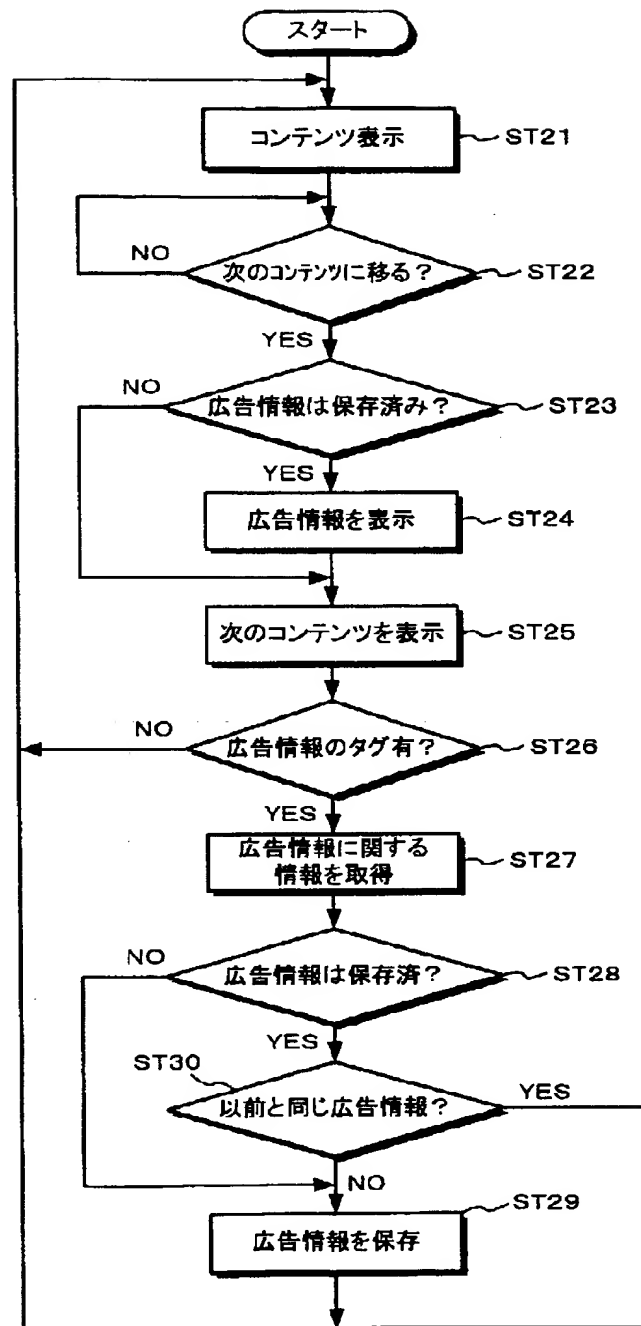 スタート
コンテンツ表示
ST21
NO
次のコンテンツに移る?
ST22
YES
NO
広告情報は保存済み?
ST23
YES
広告情報を表示
ST24
次のコンテンツを表示
ST25
NO
広告情報のタグ有?
ST26
YES
広告情報に関する
情報を取得
ST27
NO
広告情報は保存済?
ST28
YES
ST30
以前と同じ広告情報?
YES
NO
ST29
広告情報を保存